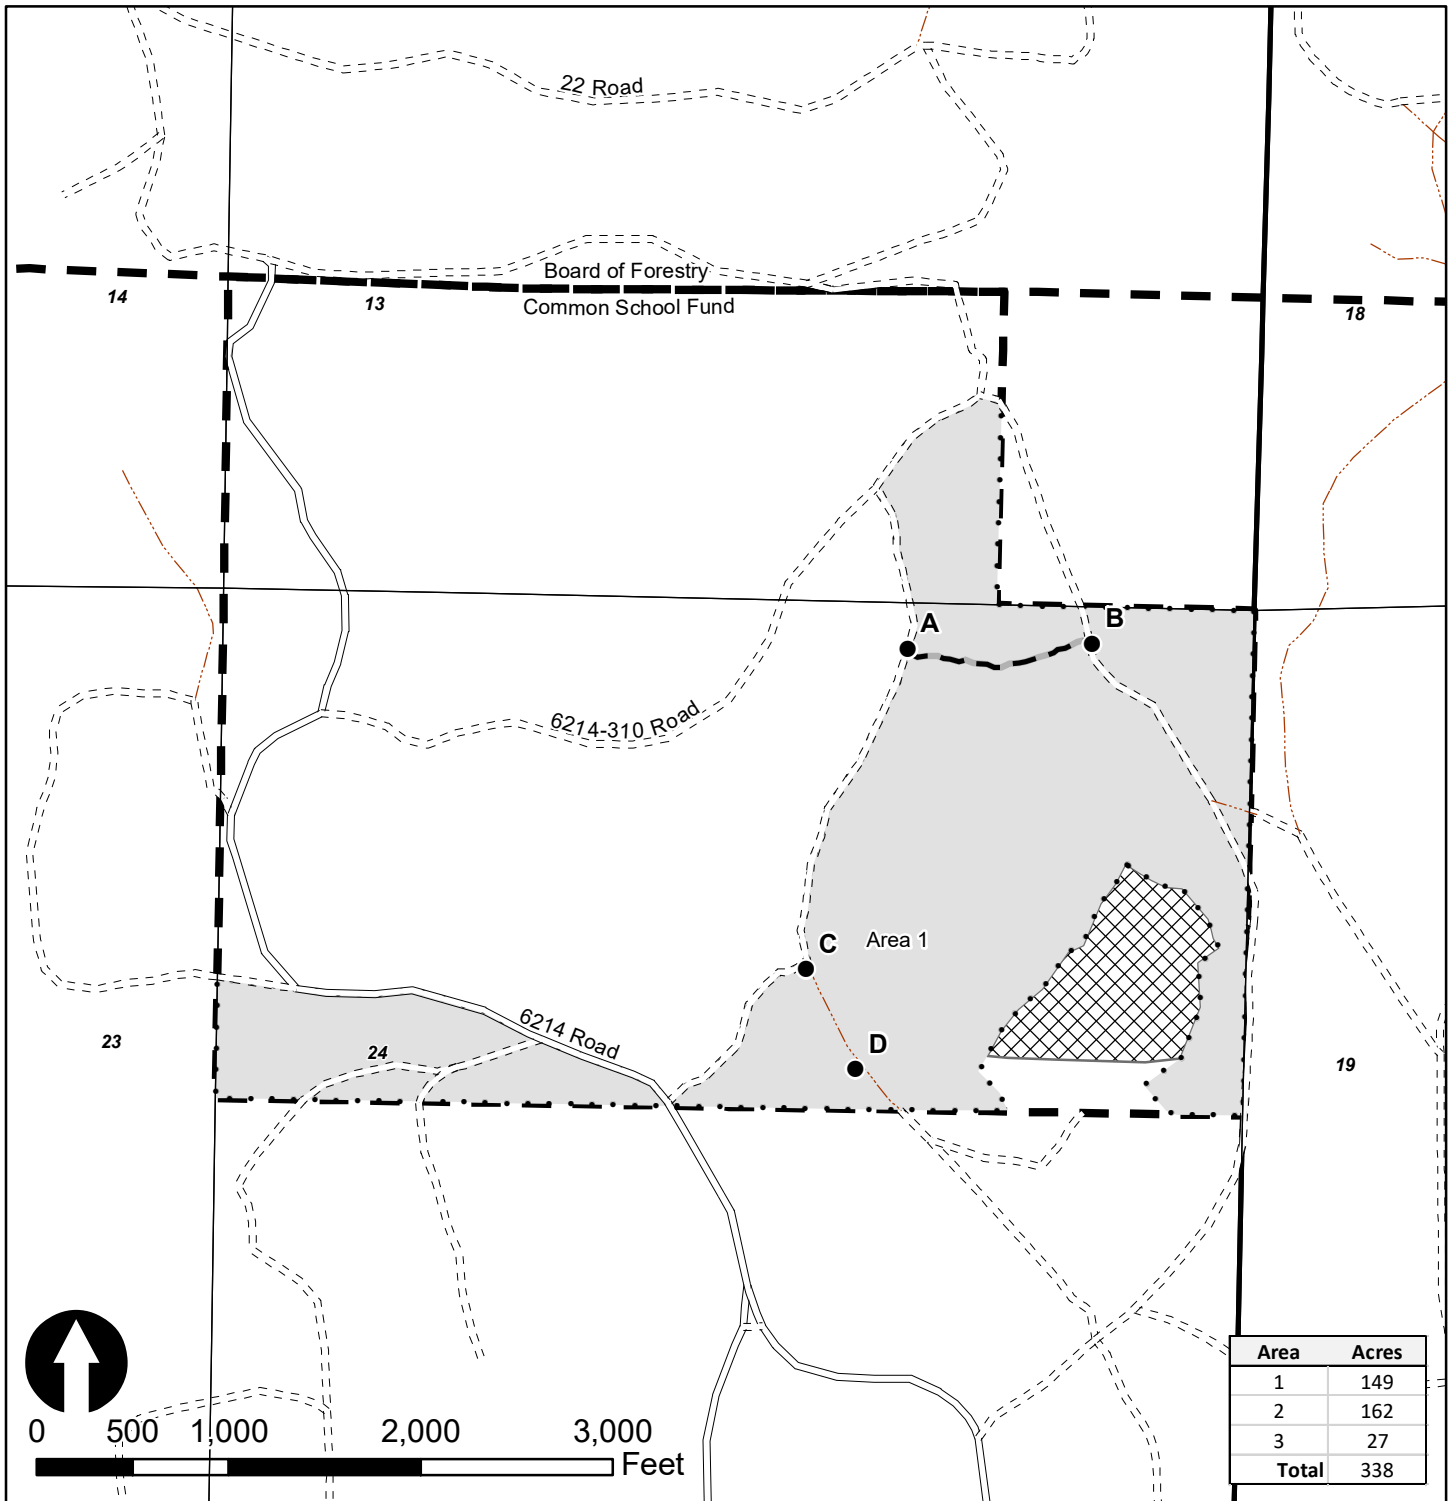 22 Road
Board of Forestry
14
13
Common School Fund
18
A
B
6214-310 Road
C
Area 1
6214 Road
23
24
D
19
0 500 1,000 2,000 3,000
Feet
Area Acres
1 149
2 162
3 27
Total 338